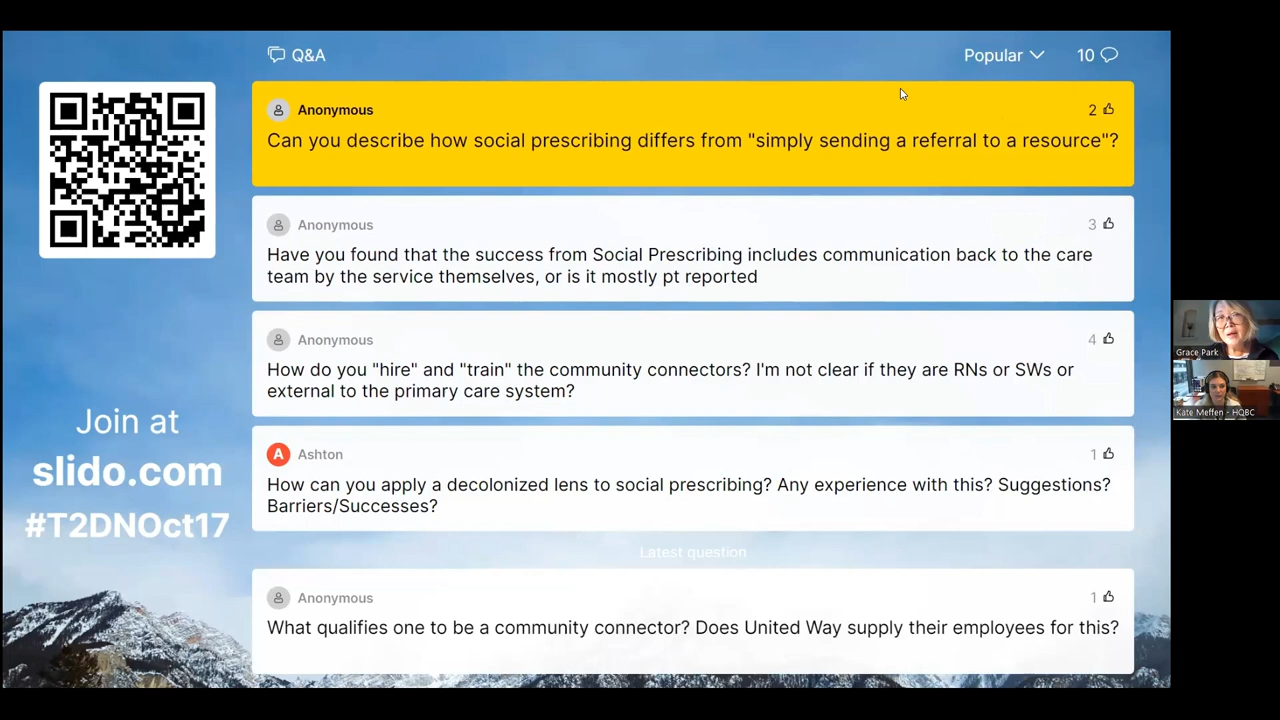 Q&A
Popular
10
Anonymous
2
Can you describe how social prescribing differs from "simply sending a referral to a resource"?
Anonymous
3
Have you found that the success from Social Prescribing includes communication back to the care
team by the service themselves, or is it mostly pt reported
Anonymous
4
How do you "hire" and "train" the community connectors? I'm not clear if they are RNs or SWs or
external to the primary care system?
A
Ashton
1
How can you apply a decolonized lens to social prescribing? Any experience with this? Suggestions?
Barriers/Successes?
Latest question
Anonymous
1
What qualifies one to be a community connector? Does United Way supply their employees for this?
Join at
slido.com
#T2DNOct17
Grace Park
Kate Meffen - HQBC